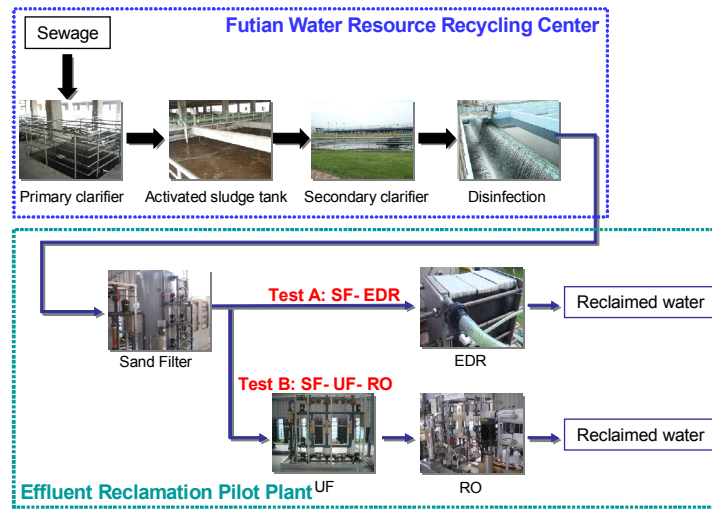 Futian Water Resource Recycling Center
Sewage
Primary clarifier
Activated sludge tank
Secondary clarifier
Disinfection
Test A: SF- EDR
Reclaimed water
Sand Filter
EDR
Test B: SF- UF- RO
Reclaimed water
UF
RO
Effluent Reclamation Pilot Plant